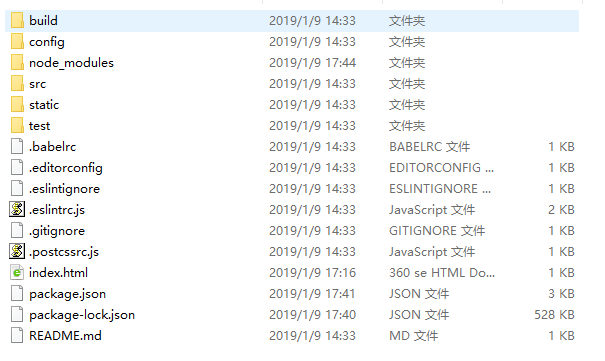 build 2019/1/9 14:33 文件夹
config 2019/1/9 14:33 文件夹
node_modules 2019/1/9 17:44 文件夹
src 2019/1/9 14:33 文件夹
static 2019/1/9 14:33 文件夹
test 2019/1/9 14:33 文件夹
.babelrc 2019/1/9 14:33 BABELRC 文件 1 KB
.editorconfig 2019/1/9 14:33 EDITORCONFIG ... 1 KB
.eslintignore 2019/1/9 14:33 ESLINTIGNORE ... 1 KB
.eslintrc.js 2019/1/9 14:33 JavaScript 文件 2 KB
.gitignore 2019/1/9 14:33 GITIGNORE 文件 1 KB
.postcssrc.js 2019/1/9 14:33 JavaScript 文件 1 KB
index.html 2019/1/9 17:16 360 se HTML Do... 1 KB
package.json 2019/1/9 17:41 JSON 文件 3 KB
package-lock.json 2019/1/9 17:40 JSON 文件 528 KB
README.md 2019/1/9 14:33 MD 文件 1 KB